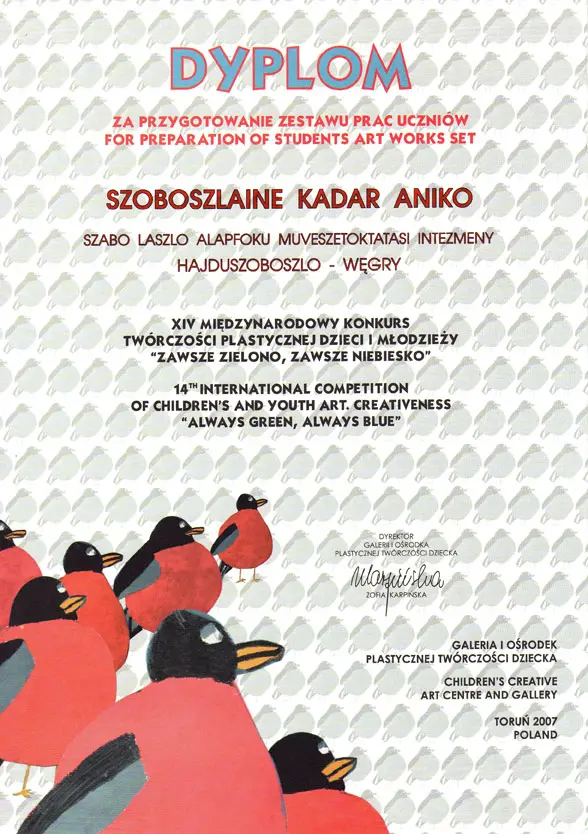 DYPLOM
ZA PRZYGOTOWANIE ZESTAWU PRAC UCZNIÓW
FOR PREPARATION OF STUDENTS ART WORKS SET
SZOBOSZLAINE KADAR ANIKO
SZABO LASZLO ALAPFOKU MUVESZETOKTATASI INTEZMENY
HAJDUSZOBOSZLO - WĘGRY
XIV MIĘDZYNARODOWY KONKURS
TWÓRCZOŚCI PLASTYCZNEJ DZIECI I MŁODZIEŻY
"ZAWSZE ZIELONO, ZAWSZE NIEBIESKO"
14TH INTERNATIONAL COMPETITION
OF CHILDREN'S AND YOUTH ART. CREATIVENESS
"ALWAYS GREEN, ALWAYS BLUE"
DYREKTOR
GALERII I OŚRODKA
PLASTYCZNEJ TWÓRCZOŚCI DZIECKA
ZOFIA KARPIŃSKA
GALERIA I OŚRODEK
PLASTYCZNEJ TWÓRCZOŚCI DZIECKA
CHILDREN'S CREATIVE
ART CENTRE AND GALLERY
TORUŃ 2007
POLAND